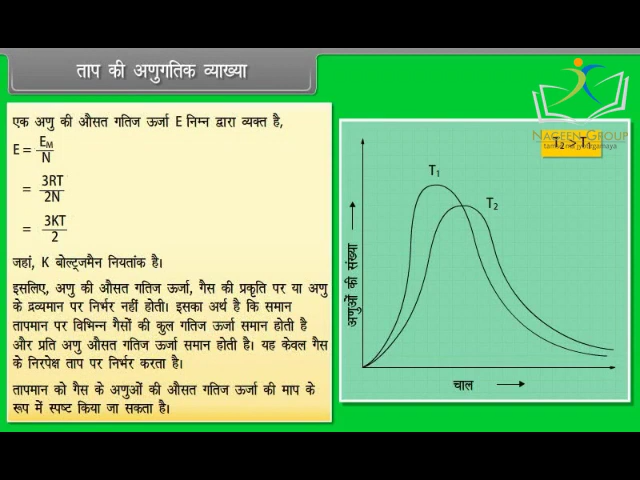 ताप की अणुगतिक व्याख्या
एक अणु की औसत गतिज ऊर्जा E निम्न द्वारा व्यक्त है,
E = E_M/N
= 3RT/2N
= 3KT/2
जहां, K बोल्ट्जमैन नियतांक है।
इसलिए, अणु की औसत गतिज ऊर्जा, गैस की प्रकृति पर या अणु
के द्रव्यमान पर निर्भर नहीं होती। इसका अर्थ है कि समान
तापमान पर विभिन्न गैसों की कुल गतिज ऊर्जा समान होती है
और प्रति अणु औसत गतिज ऊर्जा समान होती है। यह केवल गैस
के निरपेक्ष ताप पर निर्भर करता है।
तापमान को गैस के अणुओं की औसत गतिज ऊर्जा की माप के
रूप में स्पष्ट किया जा सकता है।
NAGEEN GROUP
T₂ > T₁
T₁
T₂
अणुओं की संख्या
चाल